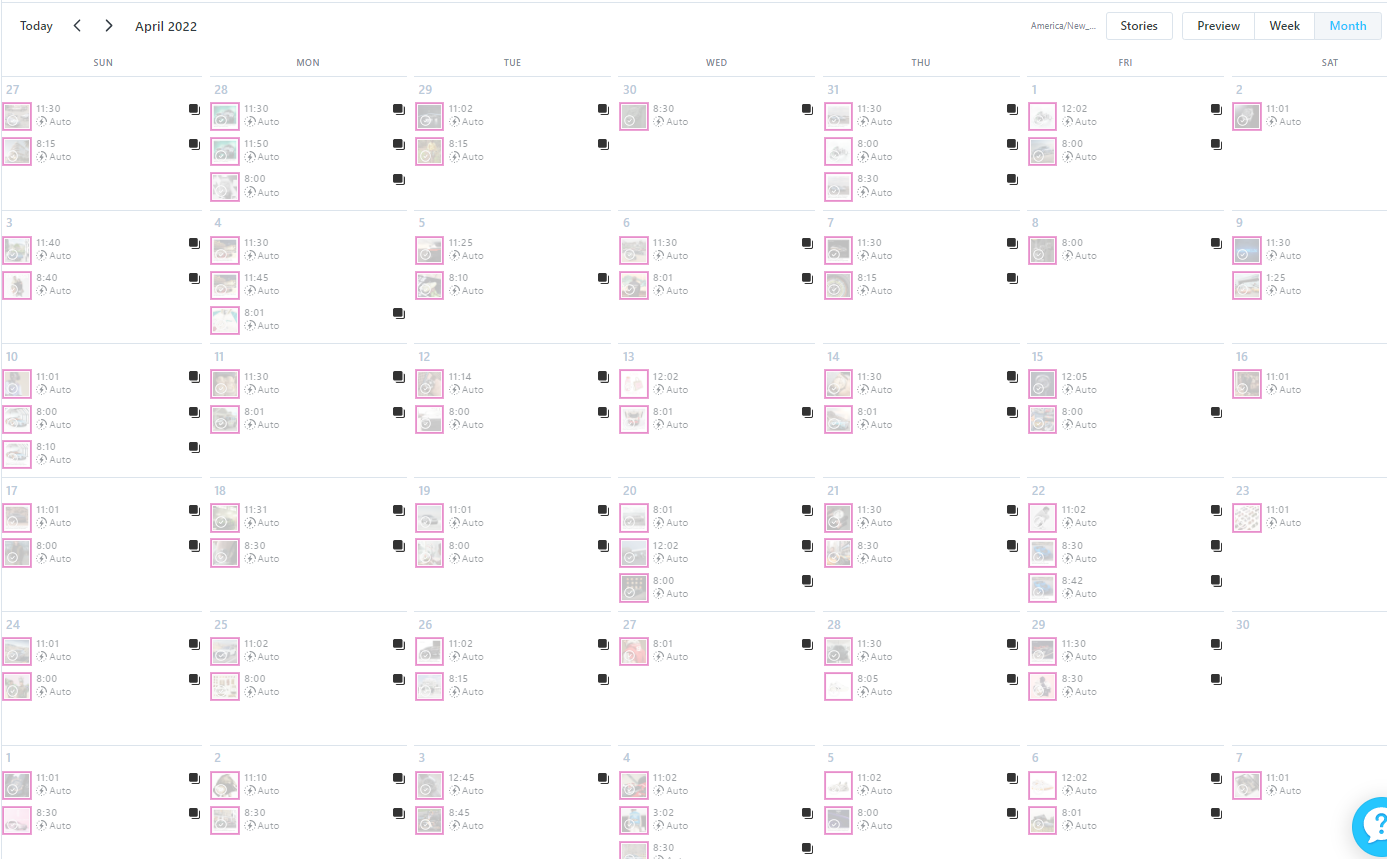 Today April 2022 America/New_... Stories Preview Week Month
SUN MON TUE WED THU FRI SAT
27 28 29 30 31 1 2
11:30 11:30 11:02 8:30 11:30 12:02 11:01
Auto Auto Auto Auto Auto Auto Auto
8:15 11:50 8:15 8:00 8:00
Auto Auto Auto Auto Auto
8:00 8:30
Auto Auto
3 4 5 6 7 8 9
11:40 11:30 11:25 11:30 11:30 8:00 11:30
Auto Auto Auto Auto Auto Auto Auto
8:40 11:45 8:10 8:01 8:15 1:25
Auto Auto Auto Auto Auto Auto
8:01
Auto
10 11 12 13 14 15 16
11:01 11:30 11:14 12:02 11:30 12:05 11:01
Auto Auto Auto Auto Auto Auto Auto
8:00 8:01 8:00 8:01 8:01 8:00
Auto Auto Auto Auto Auto Auto
8:10
Auto
17 18 19 20 21 22 23
11:01 11:31 11:01 8:01 11:30 11:02 11:01
Auto Auto Auto Auto Auto Auto Auto
8:00 8:30 8:00 12:02 8:30 8:30
Auto Auto Auto Auto Auto Auto
8:00 8:42
Auto Auto
24 25 26 27 28 29 30
11:01 11:02 11:02 8:01 11:30 11:30
Auto Auto Auto Auto Auto Auto
8:00 8:00 8:15 8:05 8:30
Auto Auto Auto Auto Auto
1 2 3 4 5 6 7
11:01 11:10 12:45 11:02 11:02 12:02 11:01
Auto Auto Auto Auto Auto Auto Auto
8:30 8:30 8:45 3:02 8:00 8:01
Auto Auto Auto Auto Auto Auto
8:30
Auto
?